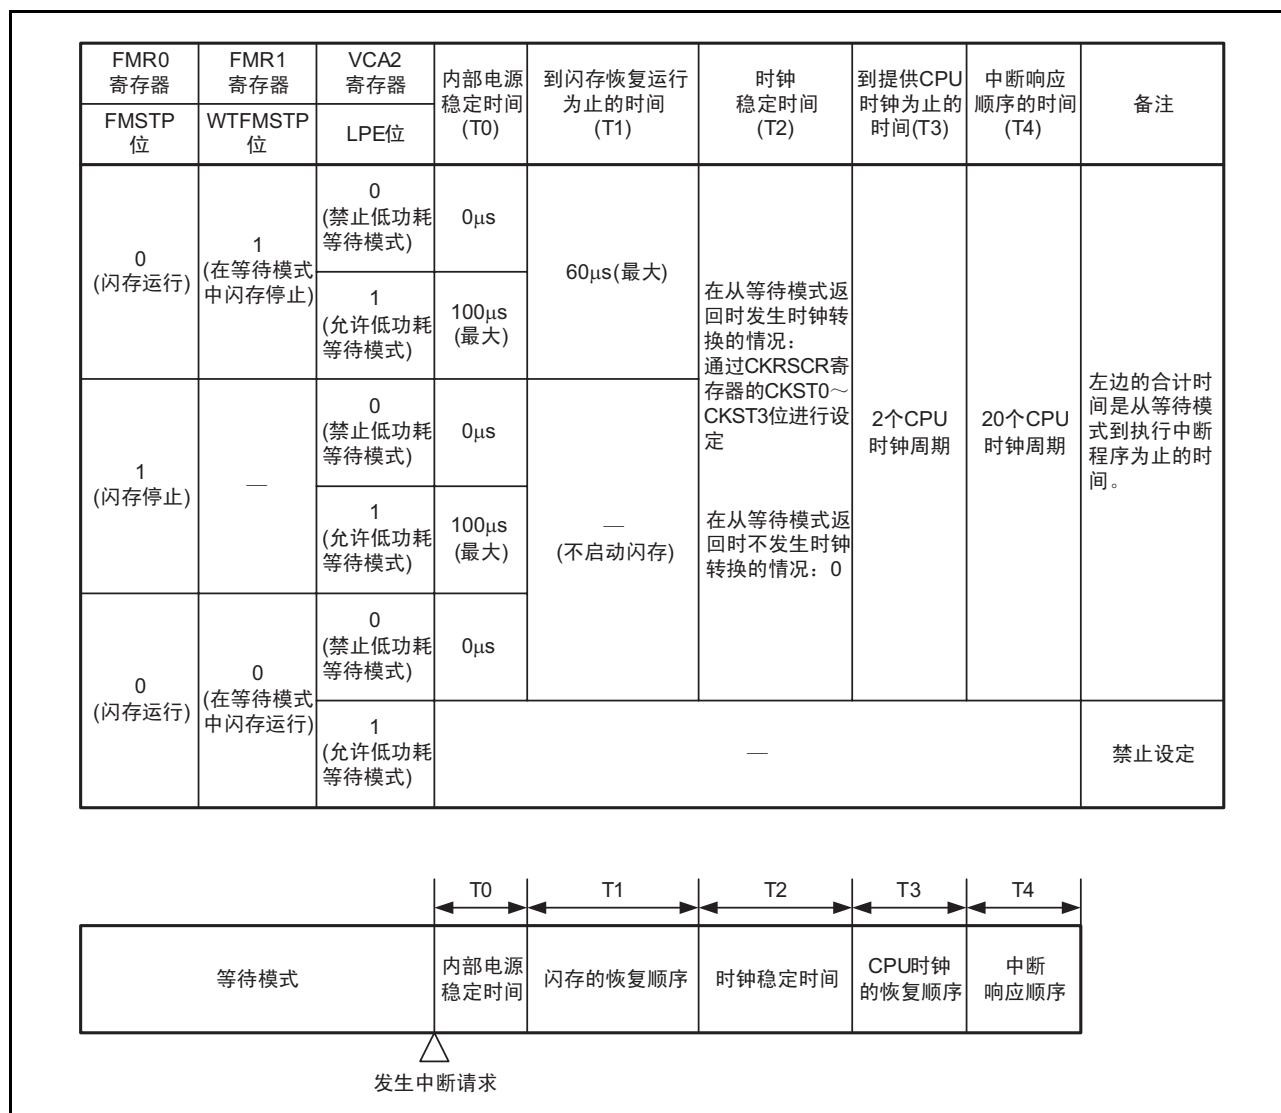 FMR0
寄存器
FMR1
寄存器
VCA2
寄存器
内部电源
稳定时间
(T0)
到闪存恢复运行
为止的时间
(T1)
时钟
稳定时间
(T2)
到提供CPU
时钟为止的
时间(T3)
中断响应
顺序的时间
(T4)
备注
FMSTP
位
WTFMSTP
位
LPE位
0
(闪存运行)
1
(在等待模式
中闪存停止)
0
(禁止低功耗
等待模式)
0μs
60μs(最大)
在从等待模式返
回时发生时钟转
换的情况：
通过CKRSCR寄
存器的CKST0～
CKST3位进行设
定
在从等待模式返
回时不发生时钟
转换的情况：0
2个CPU
时钟周期
20个CPU
时钟周期
左边的合计时
间是从等待模
式到执行中断
程序为止的时
间。
1
(允许低功耗
等待模式)
100μs
(最大)
1
(闪存停止)
—
0
(禁止低功耗
等待模式)
0μs
—
(不启动闪存)
1
(允许低功耗
等待模式)
100μs
(最大)
0
(闪存运行)
0
(在等待模式
中闪存运行)
0
(禁止低功耗
等待模式)
0μs
1
(允许低功耗
等待模式)
—
禁止设定
T0
T1
T2
T3
T4
等待模式
内部电源
稳定时间
闪存的恢复顺序
时钟稳定时间
CPU时钟
的恢复顺序
中断
响应顺序
发生中断请求